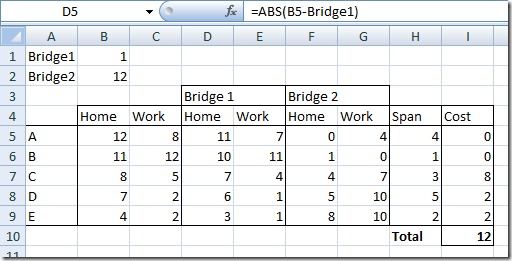 D5 fx =ABS(B5-Bridge1)
A B C D E F G H I
1 Bridge1 1
2 Bridge2 12
3 Bridge 1 Bridge 2
4 Home Work Home Work Home Work Span Cost
5 A 12 8 11 7 0 4 4 0
6 B 11 12 10 11 1 0 1 0
7 C 8 5 7 4 4 7 3 8
8 D 7 2 6 1 5 10 5 2
9 E 4 2 3 1 8 10 2 2
10 Total 12
11